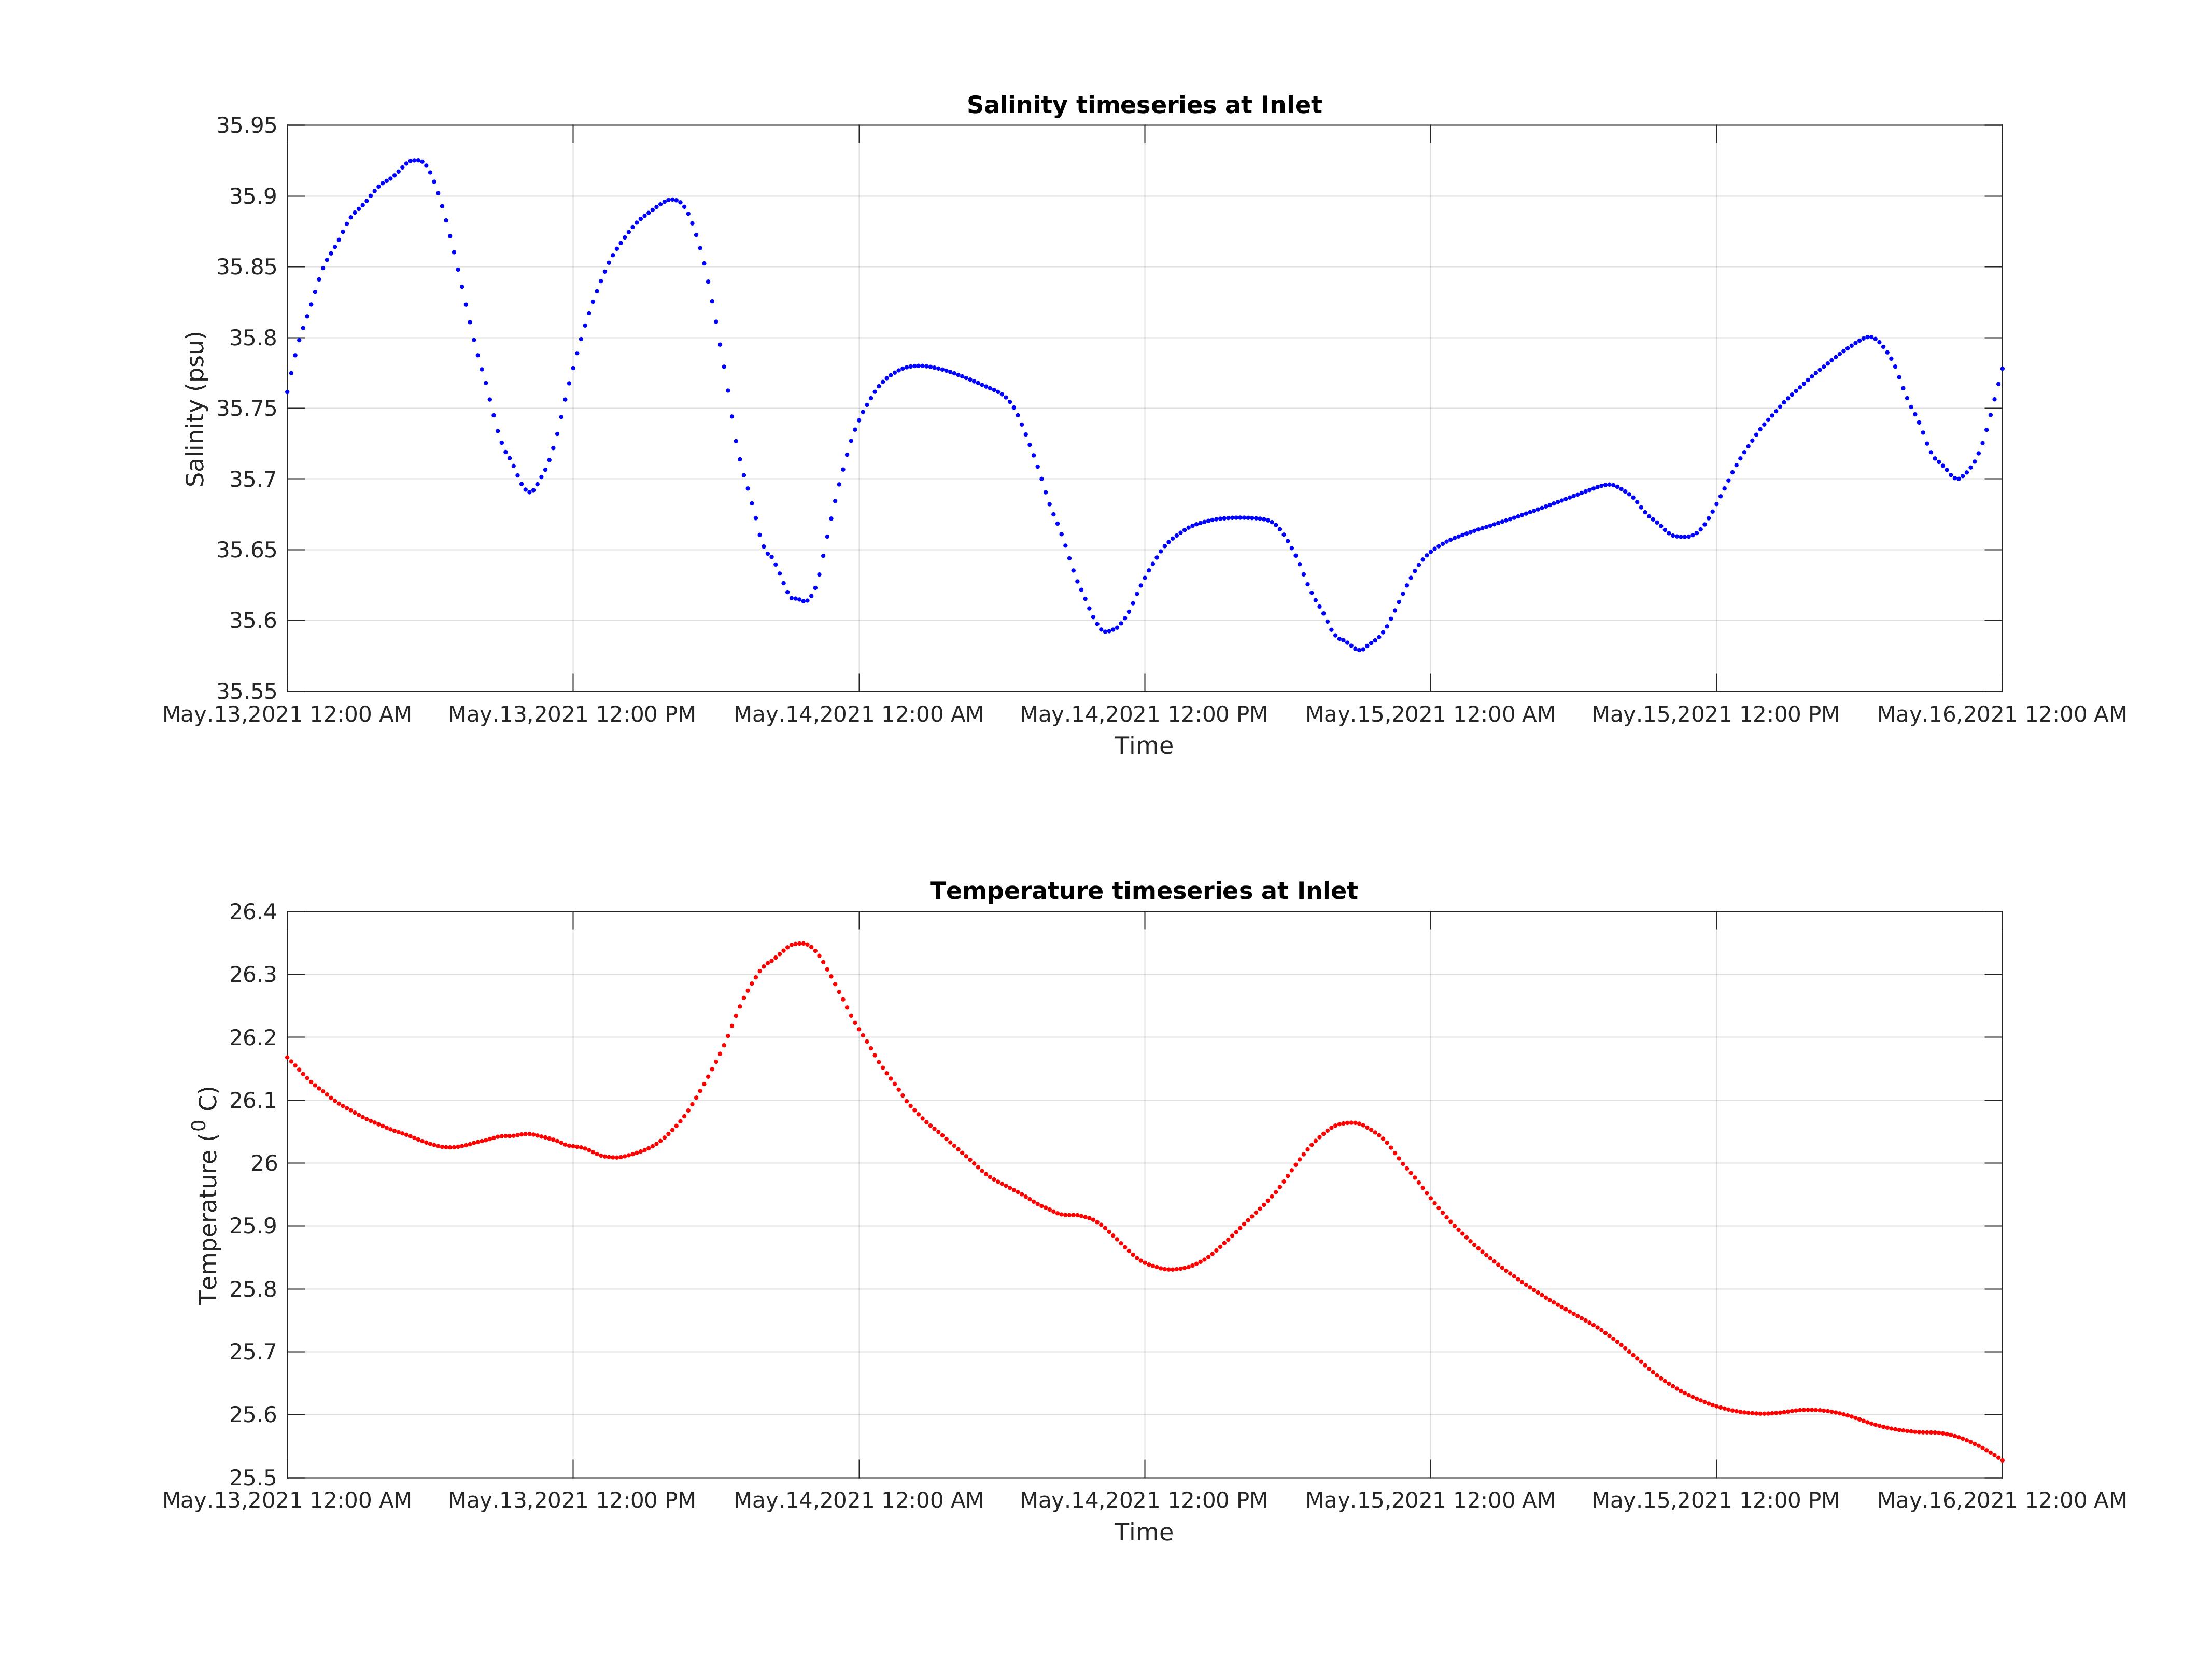 Salinity timeseries at Inlet
35.95
35.9
35.85
35.8
35.75
35.7
35.65
35.6
35.55
Salinity (psu)
May.13,2021 12:00 AM May.13,2021 12:00 PM May.14,2021 12:00 AM May.14,2021 12:00 PM May.15,2021 12:00 AM May.15,2021 12:00 PM May.16,2021 12:00 AM
Time
Temperature timeseries at Inlet
26.4
26.3
26.2
26.1
26
25.9
25.8
25.7
25.6
25.5
Temperature (⁰ C)
May.13,2021 12:00 AM May.13,2021 12:00 PM May.14,2021 12:00 AM May.14,2021 12:00 PM May.15,2021 12:00 AM May.15,2021 12:00 PM May.16,2021 12:00 AM
Time